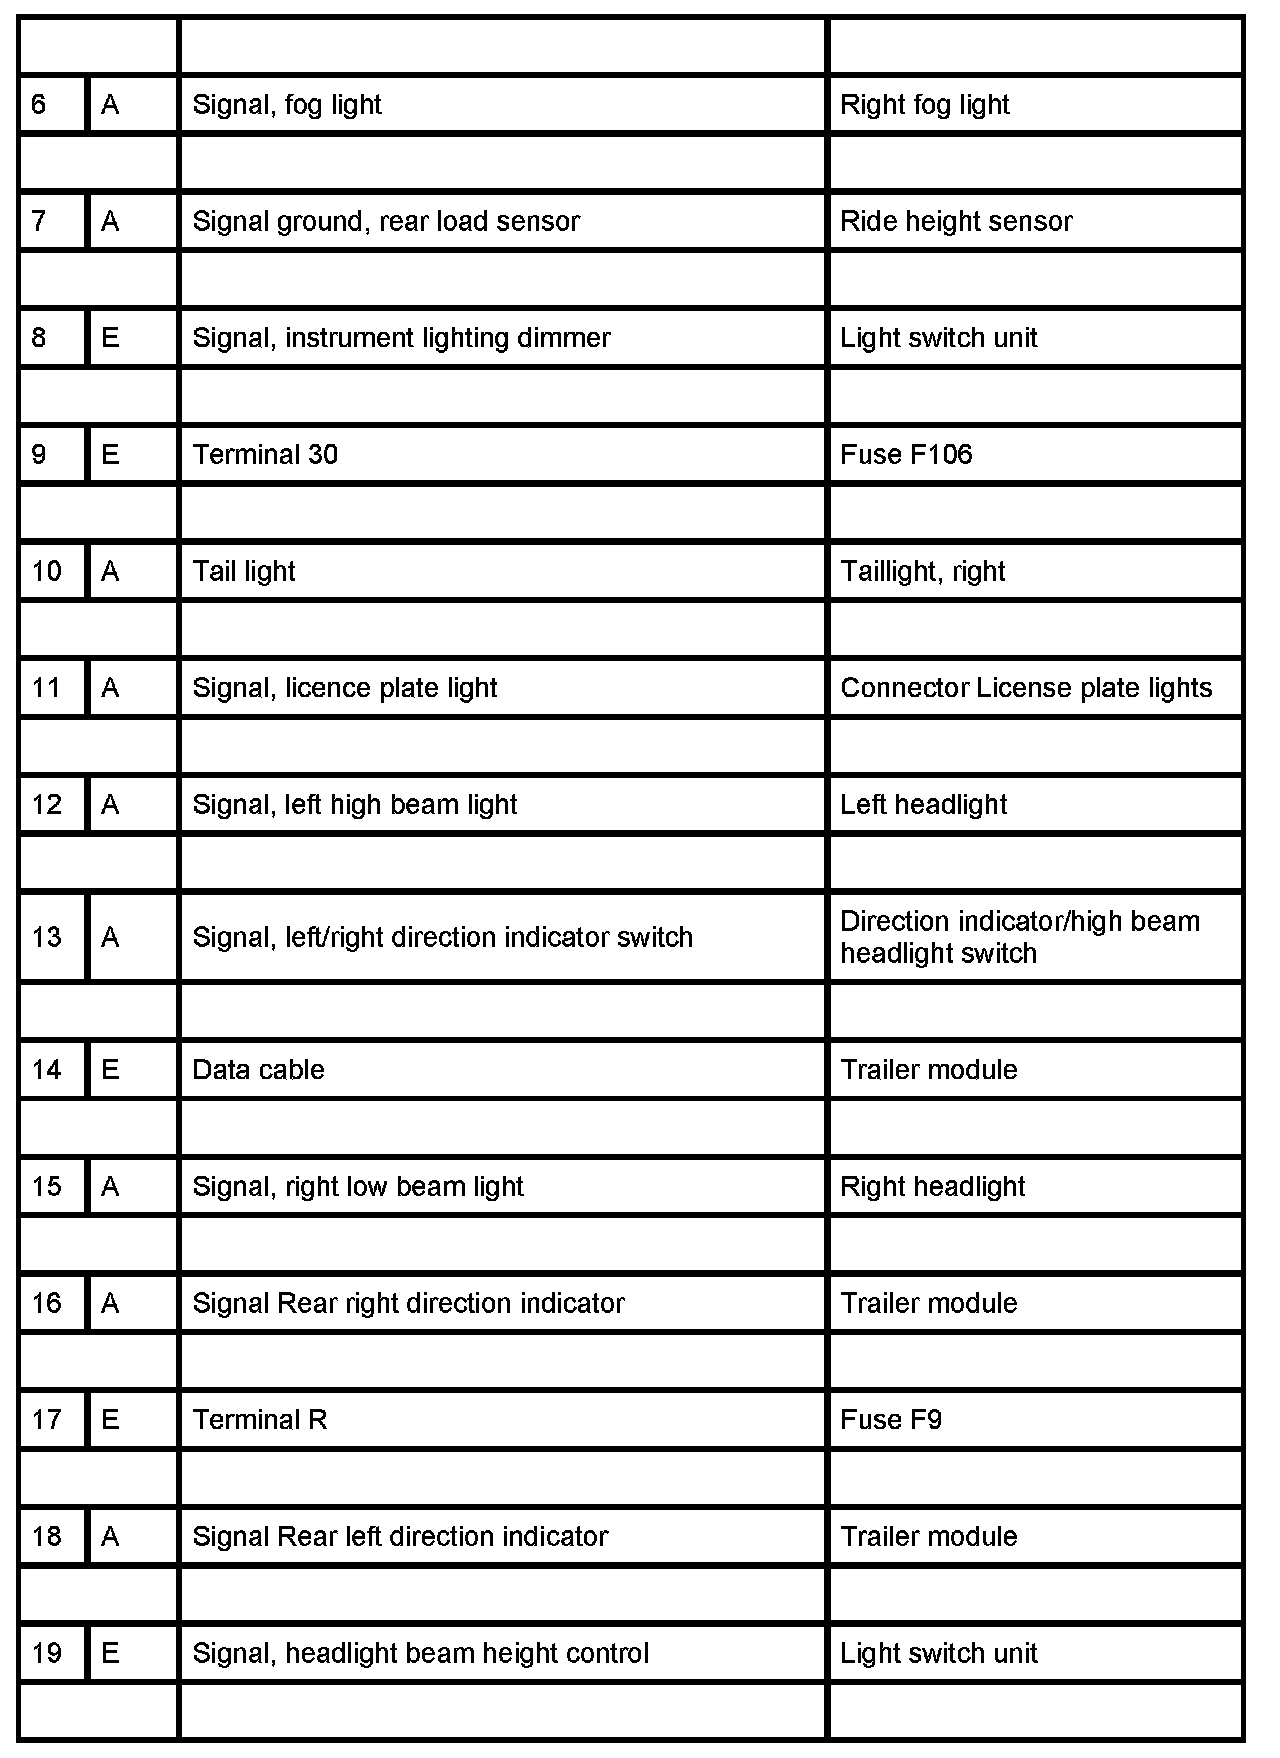 6 A Signal, fog light Right fog light
7 A Signal ground, rear load sensor Ride height sensor
8 E Signal, instrument lighting dimmer Light switch unit
9 E Terminal 30 Fuse F106
10 A Tail light Taillight, right
11 A Signal, licence plate light Connector License plate lights
12 A Signal, left high beam light Left headlight
13 A Signal, left/right direction indicator switch Direction indicator/high beam
headlight switch
14 E Data cable Trailer module
15 A Signal, right low beam light Right headlight
16 A Signal Rear right direction indicator Trailer module
17 E Terminal R Fuse F9
18 A Signal Rear left direction indicator Trailer module
19 E Signal, headlight beam height control Light switch unit